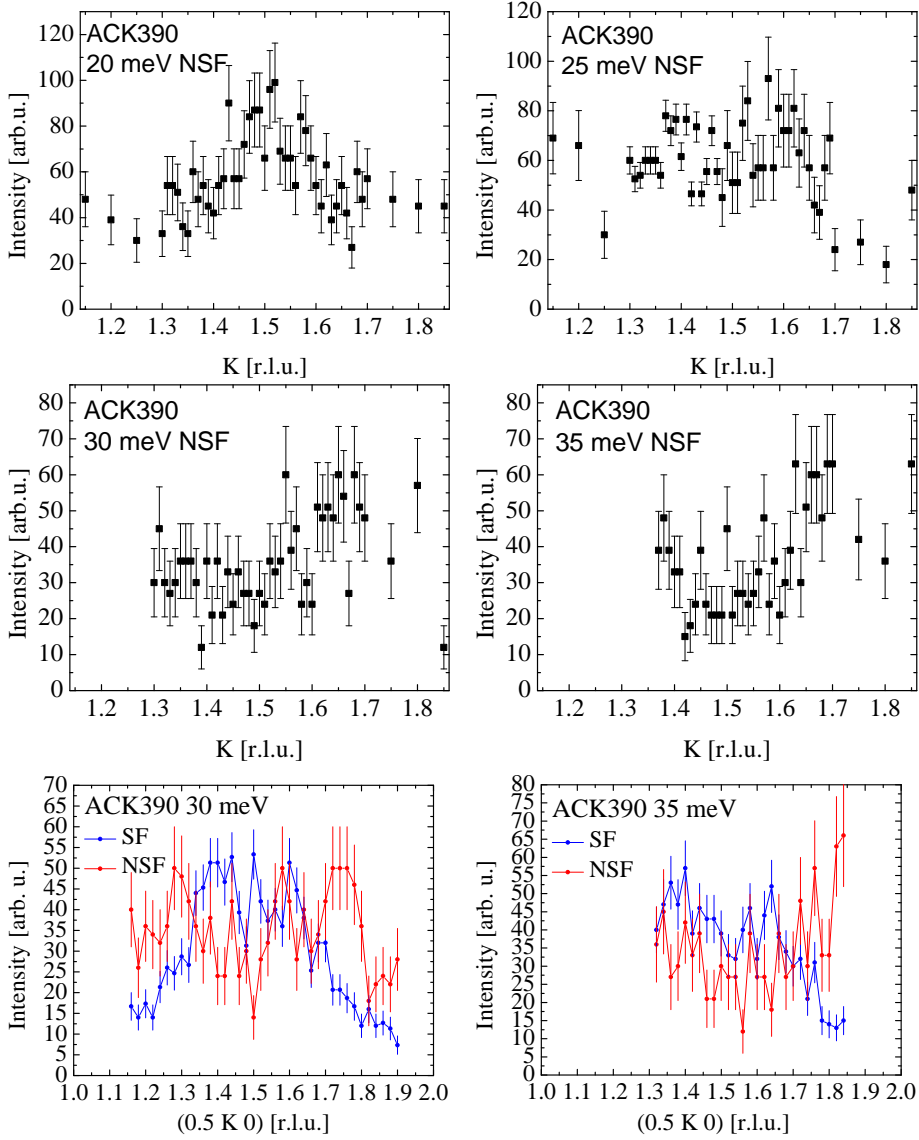 ACK390
20 meV NSF
Intensity [arb.u.]
120
100
80
60
40
20
0
1.2 1.3 1.4 1.5 1.6 1.7 1.8
K [r.l.u.]
ACK390
25 meV NSF
Intensity [arb.u.]
120
100
80
60
40
20
0
1.2 1.3 1.4 1.5 1.6 1.7 1.8
K [r.l.u.]
ACK390
30 meV NSF
Intensity [arb.u.]
80
70
60
50
40
30
20
10
0
1.2 1.3 1.4 1.5 1.6 1.7 1.8
K [r.l.u.]
ACK390
35 meV NSF
Intensity [arb.u.]
80
70
60
50
40
30
20
10
0
1.2 1.3 1.4 1.5 1.6 1.7 1.8
K [r.l.u.]
ACK390 30 meV
SF
NSF
Intensity [arb. u.]
70
65
60
55
50
45
40
35
30
25
20
15
10
5
0
1.0 1.1 1.2 1.3 1.4 1.5 1.6 1.7 1.8 1.9 2.0
(0.5 K 0) [r.l.u.]
ACK390 35 meV
SF
NSF
Intensity [arb. u.]
80
75
70
65
60
55
50
45
40
35
30
25
20
15
10
5
0
1.0 1.1 1.2 1.3 1.4 1.5 1.6 1.7 1.8 1.9 2.0
(0.5 K 0) [r.l.u.]